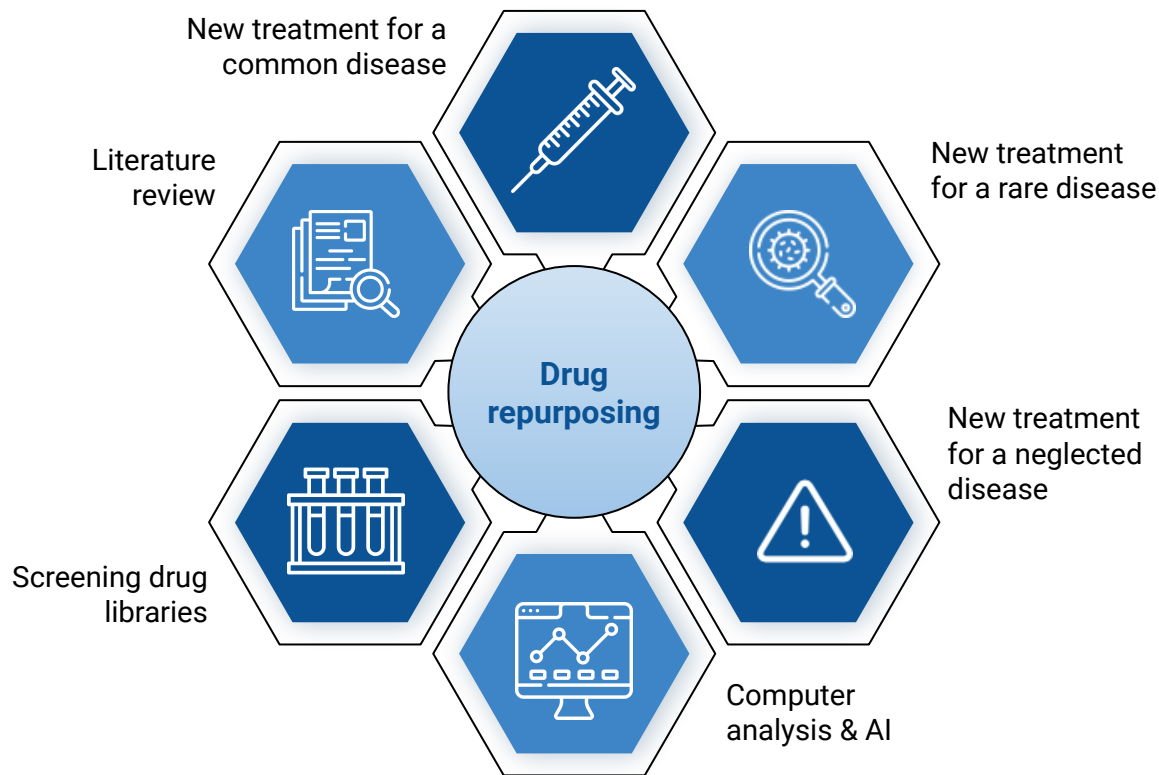 New treatment for a
common disease
Literature
review
New treatment
for a rare disease
Drug
repurposing
New treatment
for a neglected
disease
Screening drug
libraries
Computer
analysis & AI